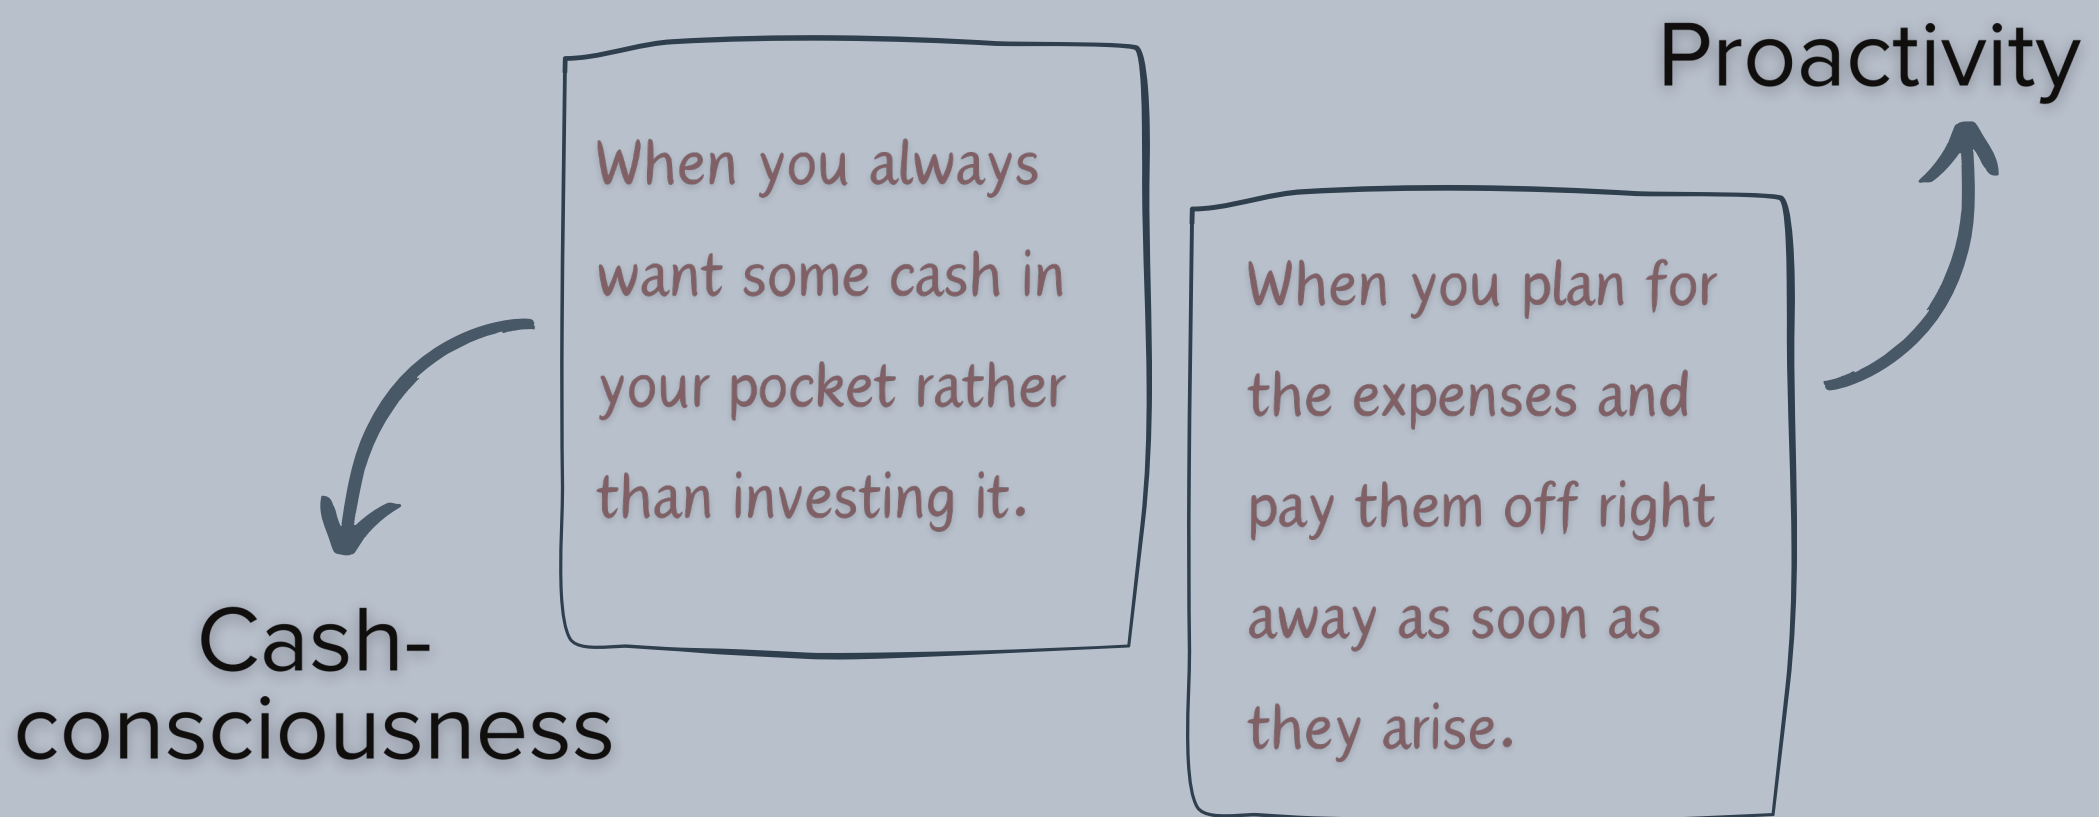 Proactivity
When you always
want some cash in
your pocket rather
than investing it.
When you plan for
the expenses and
pay them off right
away as soon as
they arise.
Cash-
consciousness